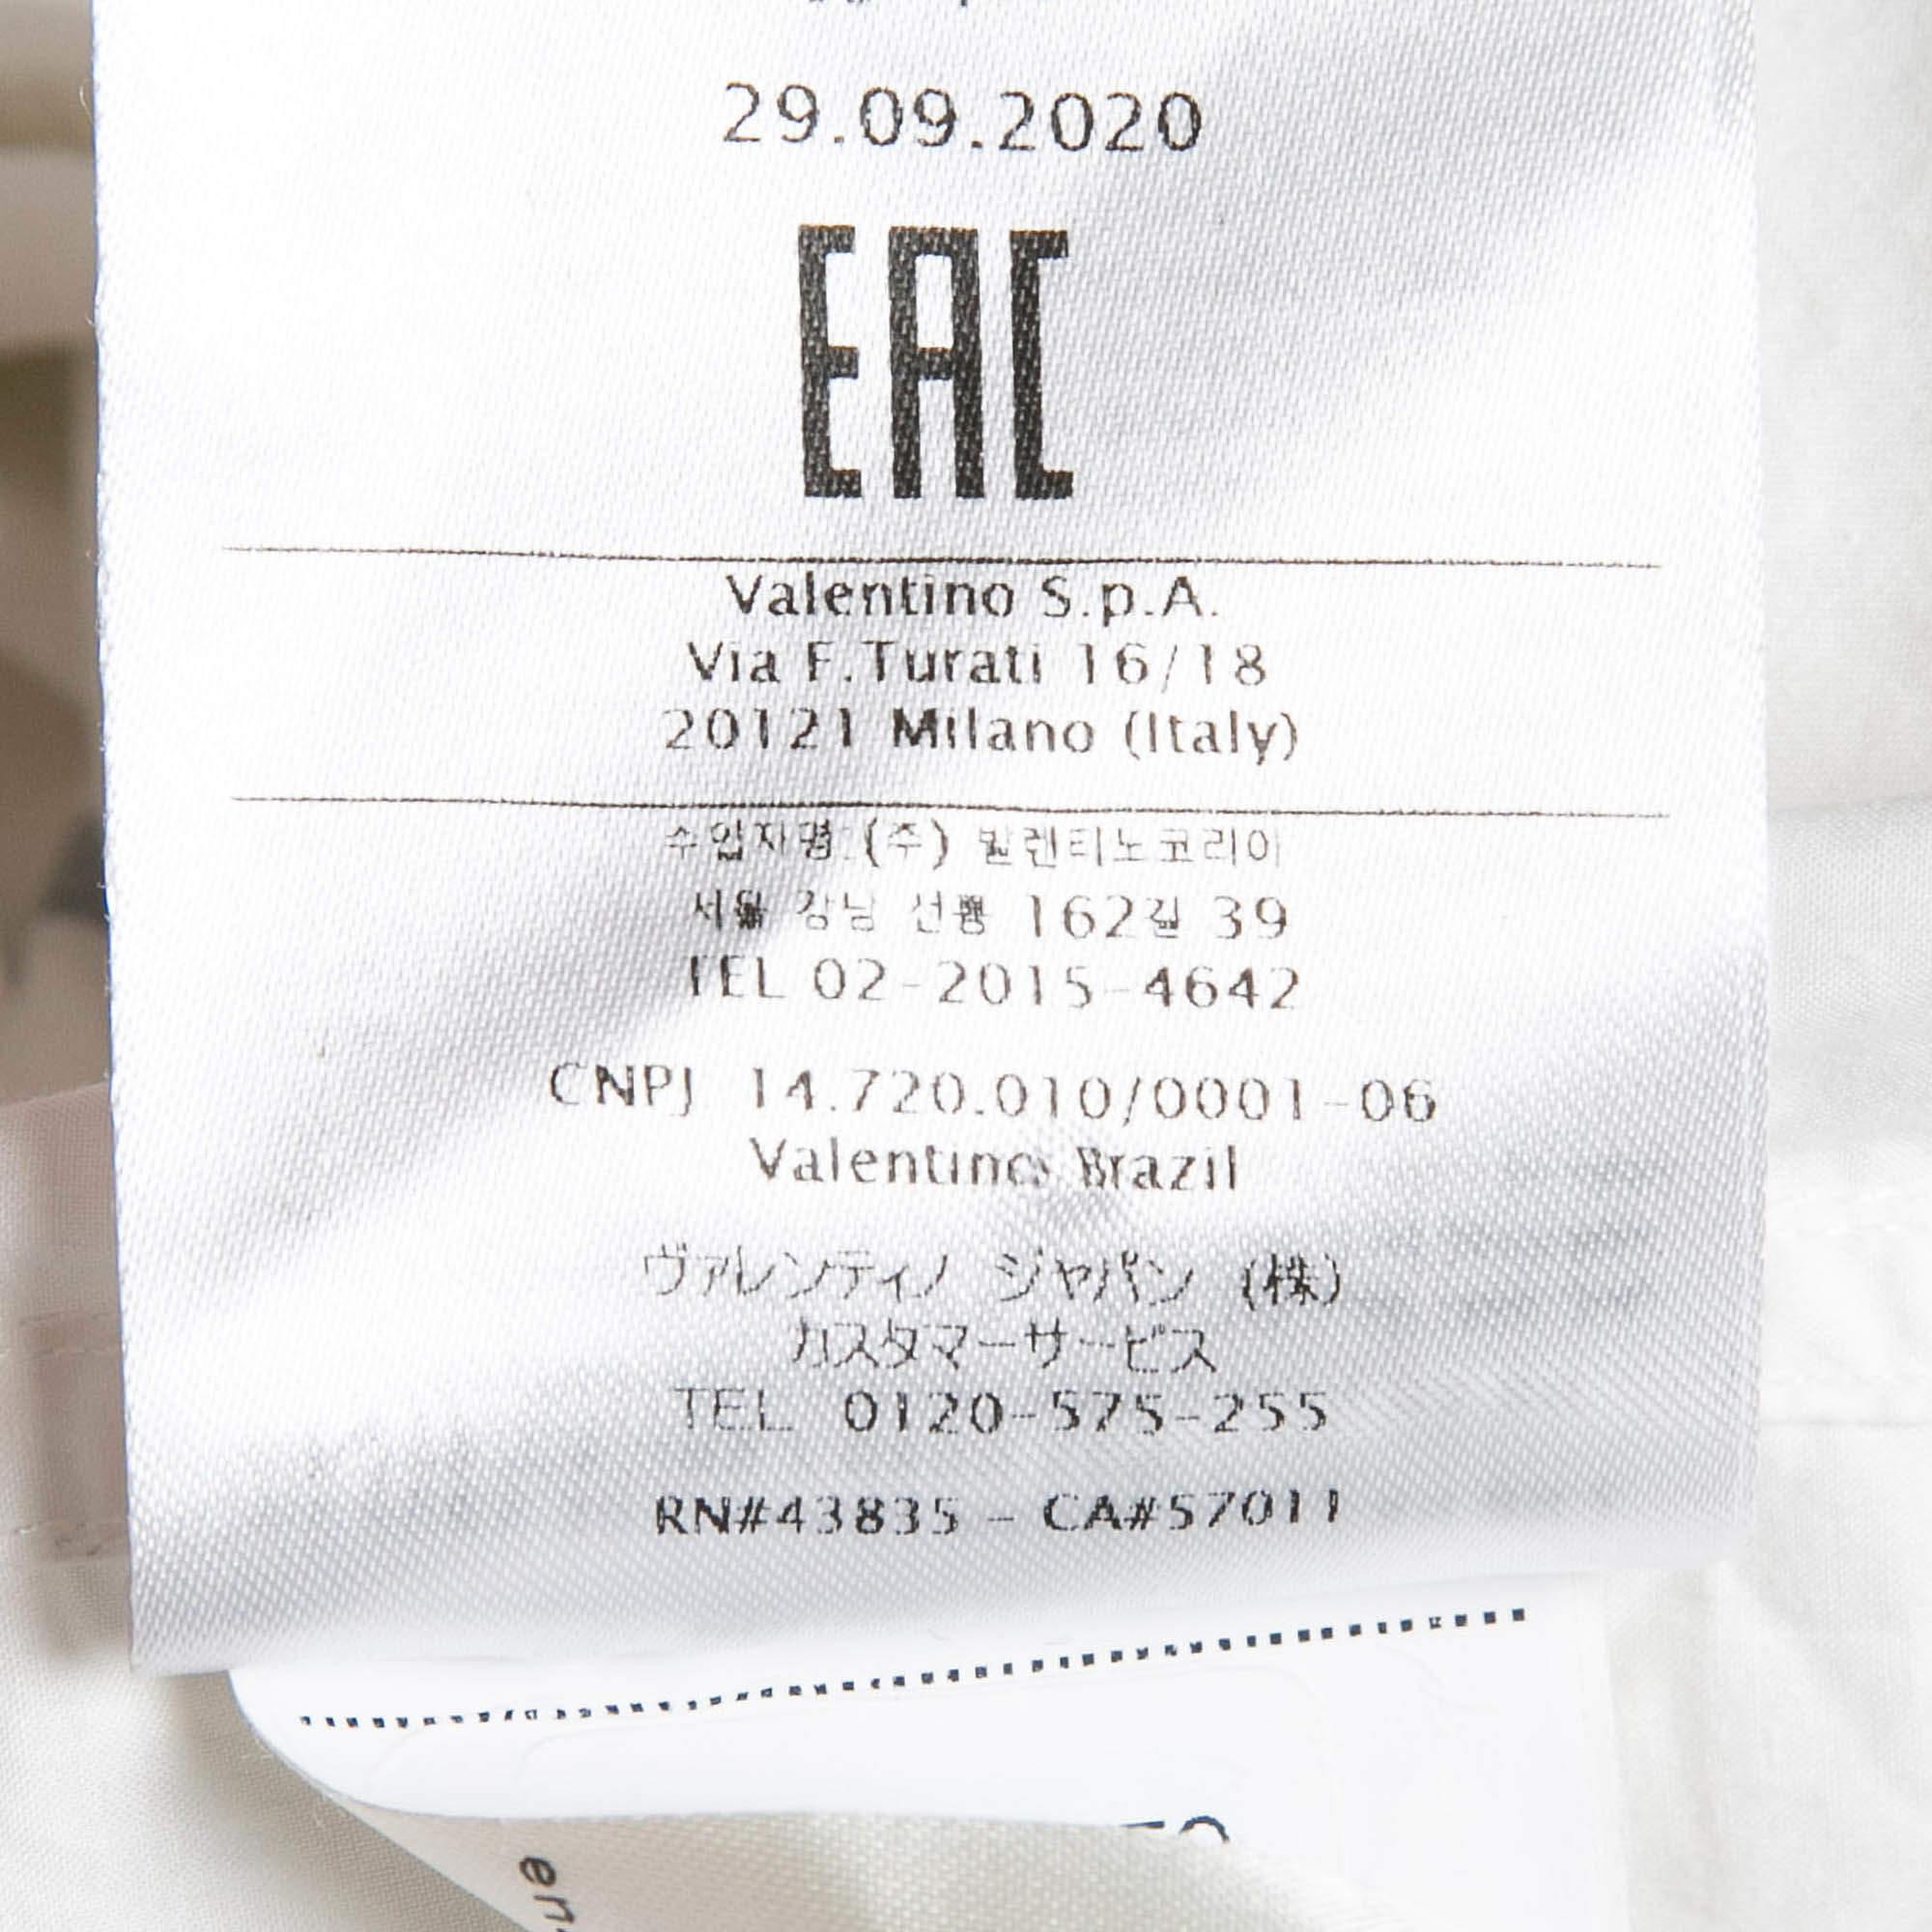 29.09.2020
EAC
Valentino S.p.A.
Via F.Turati 16/18
20121 Milano (Italy)
수입자명:(주) 발렌티노코리아
서울 강남 선릉 162길 39
TEL 02-2015-4642
CNPJ 14.720.010/0001-06
Valentino Brazil
ヴァレンティノ ジャパン (株)
カスタマーサービス
TEL 0120-575-255
RN#43835 - CA#57011
en-